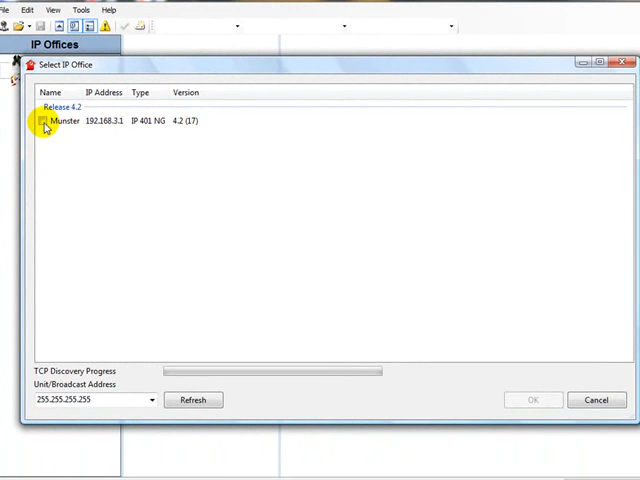 File Edit View Tools Help
IP Offices
Select IP Office
Name IP Address Type Version
Release 4.2
Munster 192.168.3.1 IP 401 NG 4.2 (17)
TCP Discovery Progress
Unit/Broadcast Address
255.255.255.255 Refresh OK Cancel